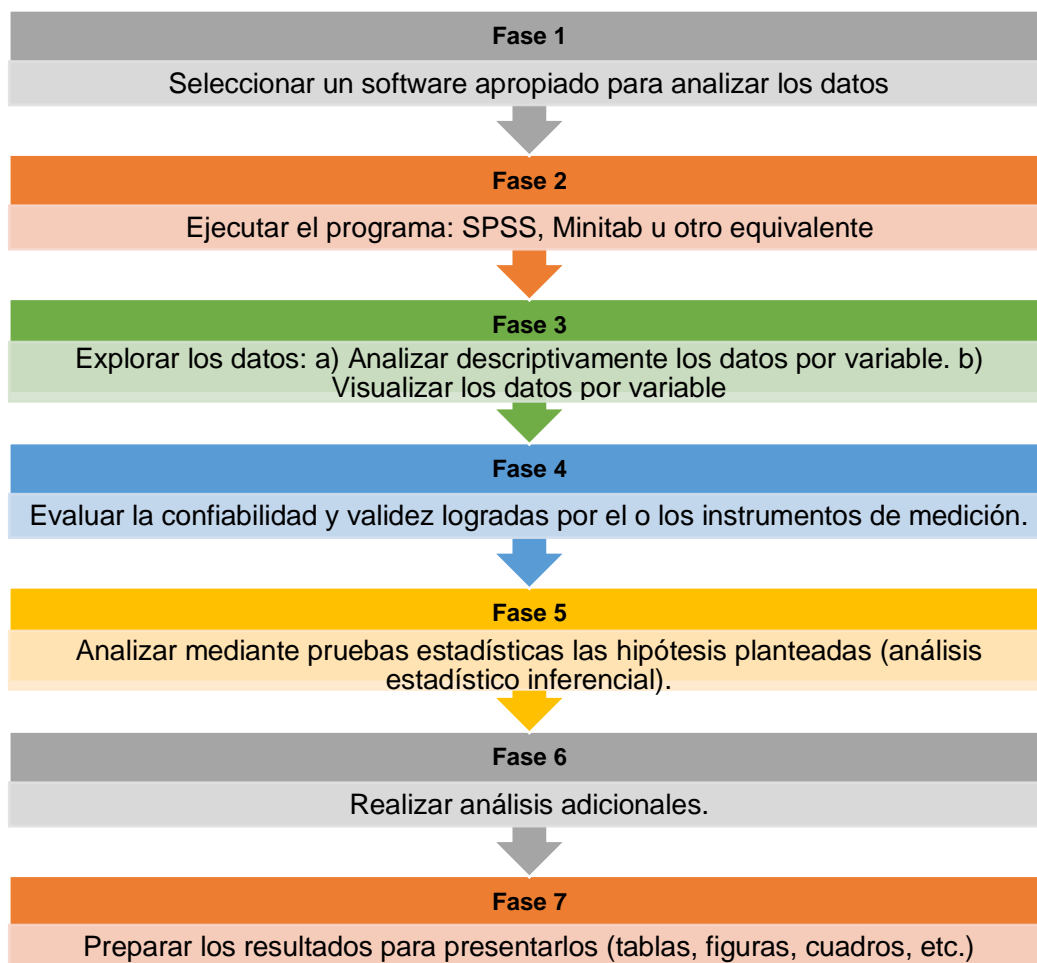 Fase 1
Seleccionar un software apropiado para analizar los datos
Fase 2
Ejecutar el programa: SPSS, Minitab u otro equivalente
Fase 3
Explorar los datos: a) Analizar descriptivamente los datos por variable. b)
Visualizar los datos por variable
Fase 4
Evaluar la confiabilidad y validez logradas por el o los instrumentos de medición.
Fase 5
Analizar mediante pruebas estadísticas las hipótesis planteadas (análisis
estadístico inferencial).
Fase 6
Realizar análisis adicionales.
Fase 7
Preparar los resultados para presentarlos (tablas, figuras, cuadros, etc.)